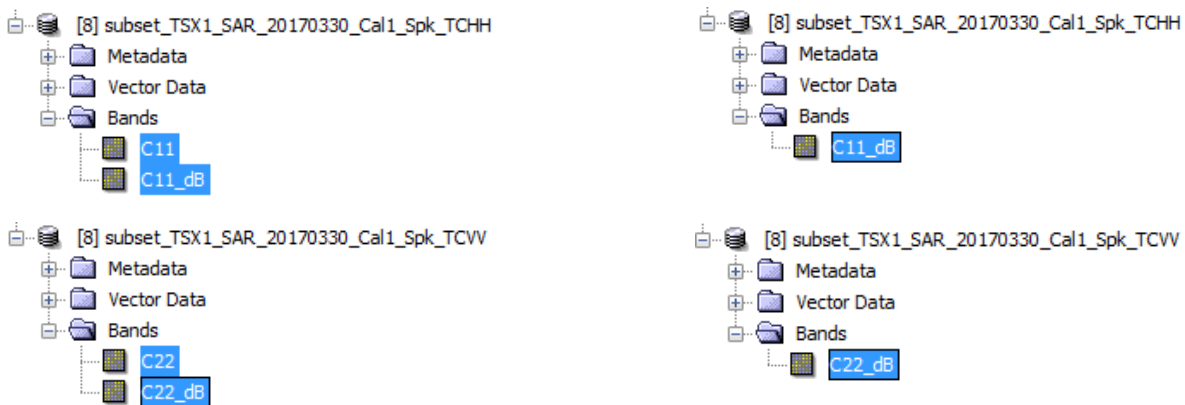 [8] subset_TSX1_SAR_20170330_Cal1_Spk_TCHH
Metadata
Vector Data
Bands
C11
C11_dB
[8] subset_TSX1_SAR_20170330_Cal1_Spk_TCHH
Metadata
Vector Data
Bands
C11_dB
[8] subset_TSX1_SAR_20170330_Cal1_Spk_TCVV
Metadata
Vector Data
Bands
C22
C22_dB
[8] subset_TSX1_SAR_20170330_Cal1_Spk_TCVV
Metadata
Vector Data
Bands
C22_dB